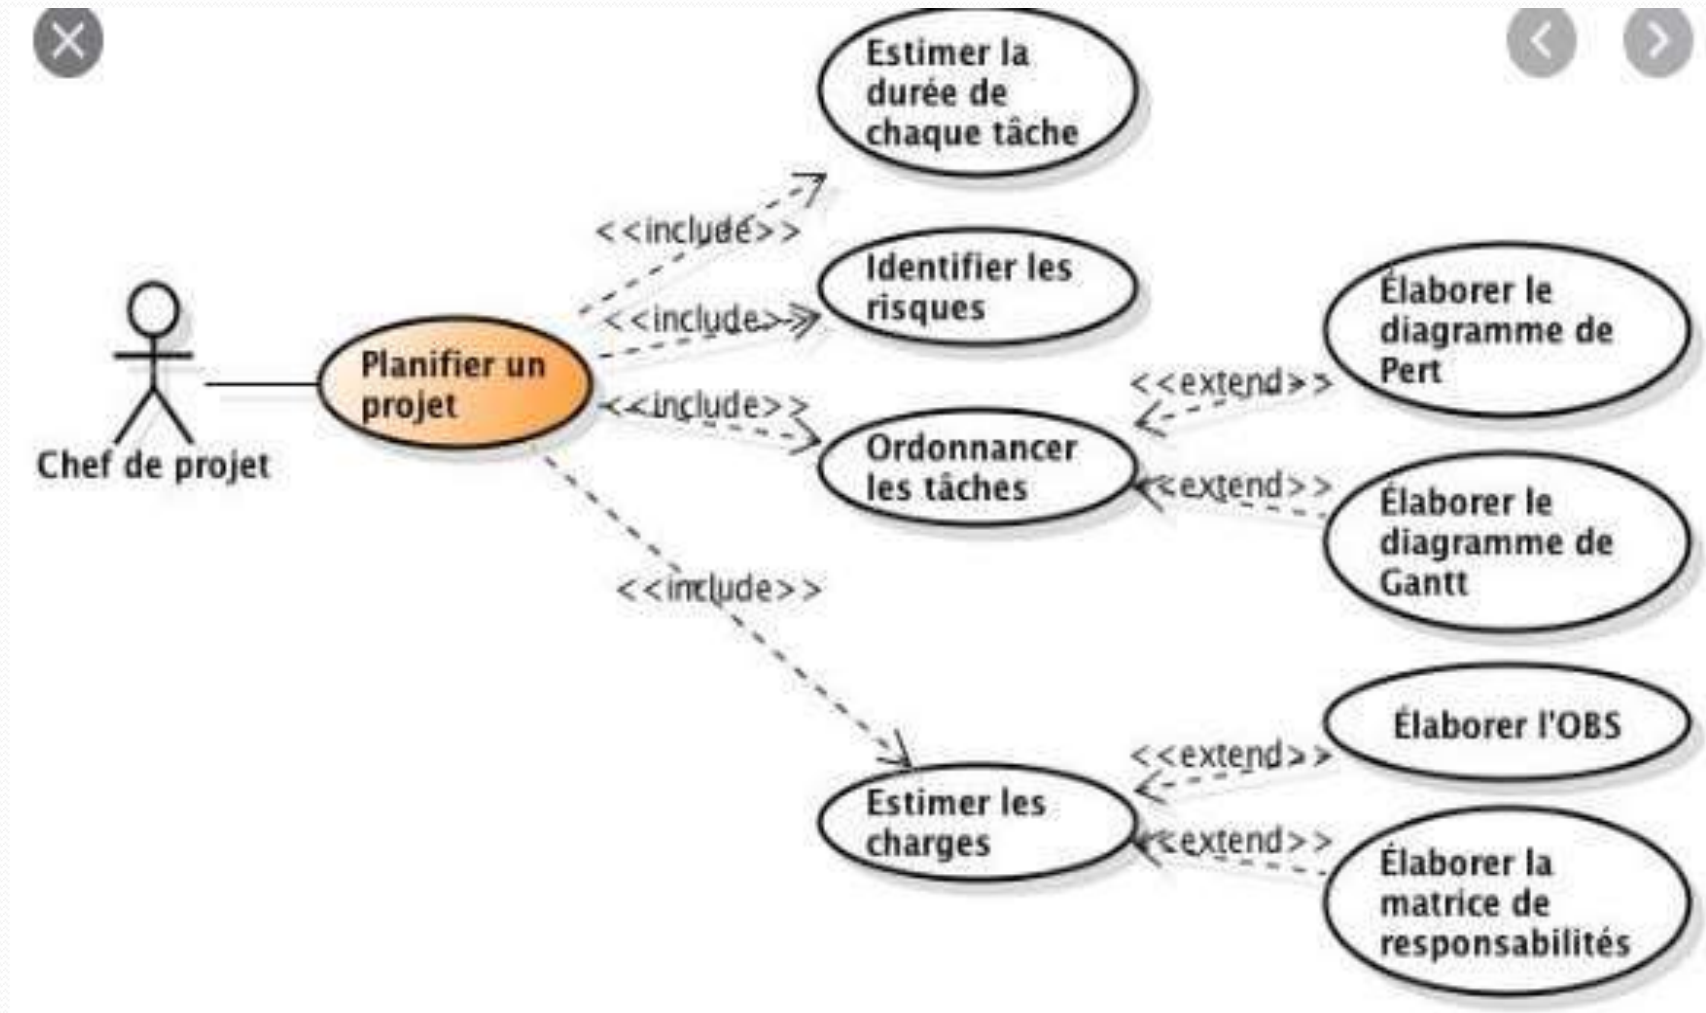 Estimer la
durée de
chaque tâche
<<include>>
Identifier les
risques
<<include>>
Planifier un
projet
Chef de projet
<<include>>
Ordonnancer
les tâches
<<extend>>
Élaborer le
diagramme de
Pert
<<extend>>
Élaborer le
diagramme de
Gantt
<<include>>
Estimer les
charges
<<extend>>
Élaborer l'OBS
<<extend>>
Élaborer la
matrice de
responsabilités